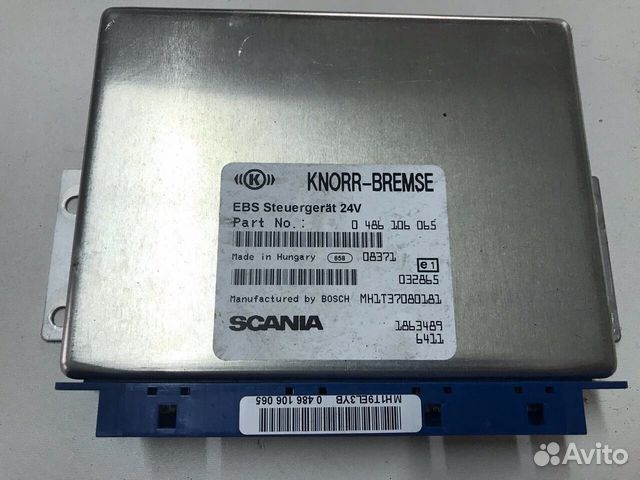 ((K)) KNORR-BREMSE
EBS Steuergerät 24V
Part No.: 0 486 106 065
Made in Hungary 658 08371 e1
032865
Manufactured by BOSCH MH1T37080181
SCANIA 1863489
6411
0 486 106 065 MH1T9EL3YB
Avito